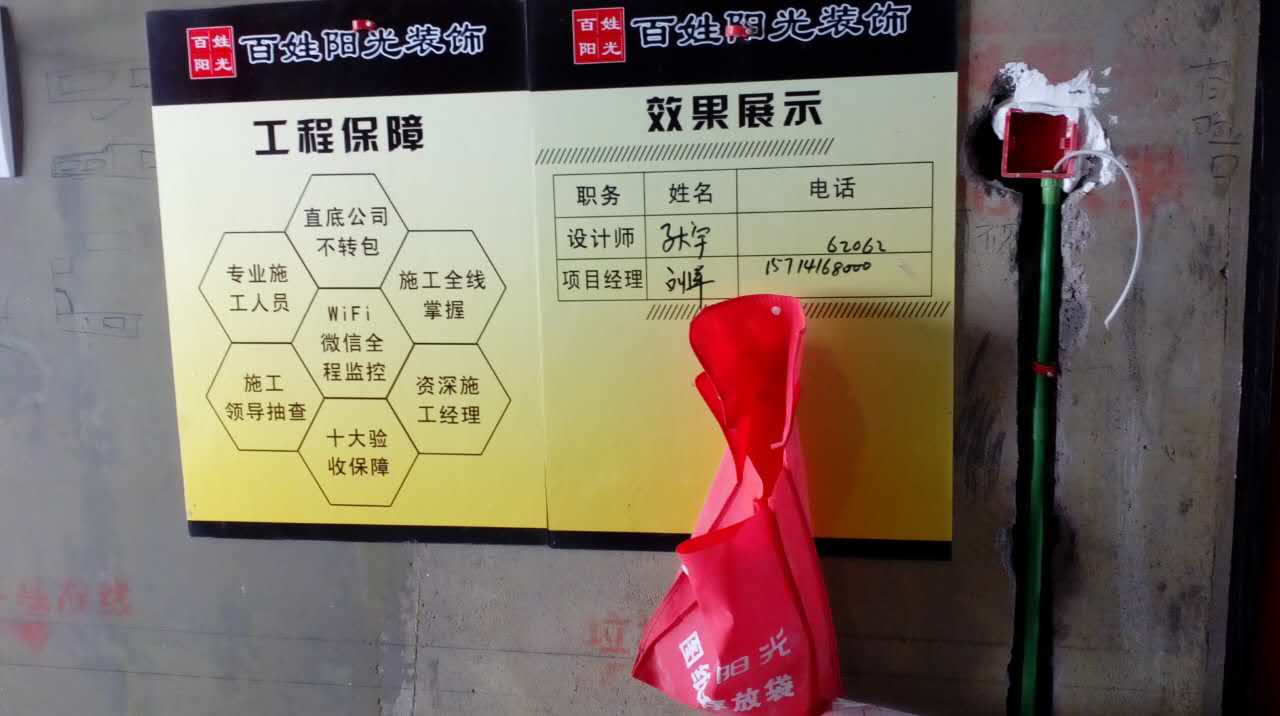 百姓
阳光
百姓阳光装饰
工程保障
直底公司
不转包
专业施
工人员
施工全线
掌握
WiFi
微信全
程监控
施工
领导抽查
资深施
工经理
十大验
收保障
百姓
阳光
百姓阳光装饰
效果展示
职务 姓名 电话
设计师 62062
项目经理 15714168000
阳光
放袋